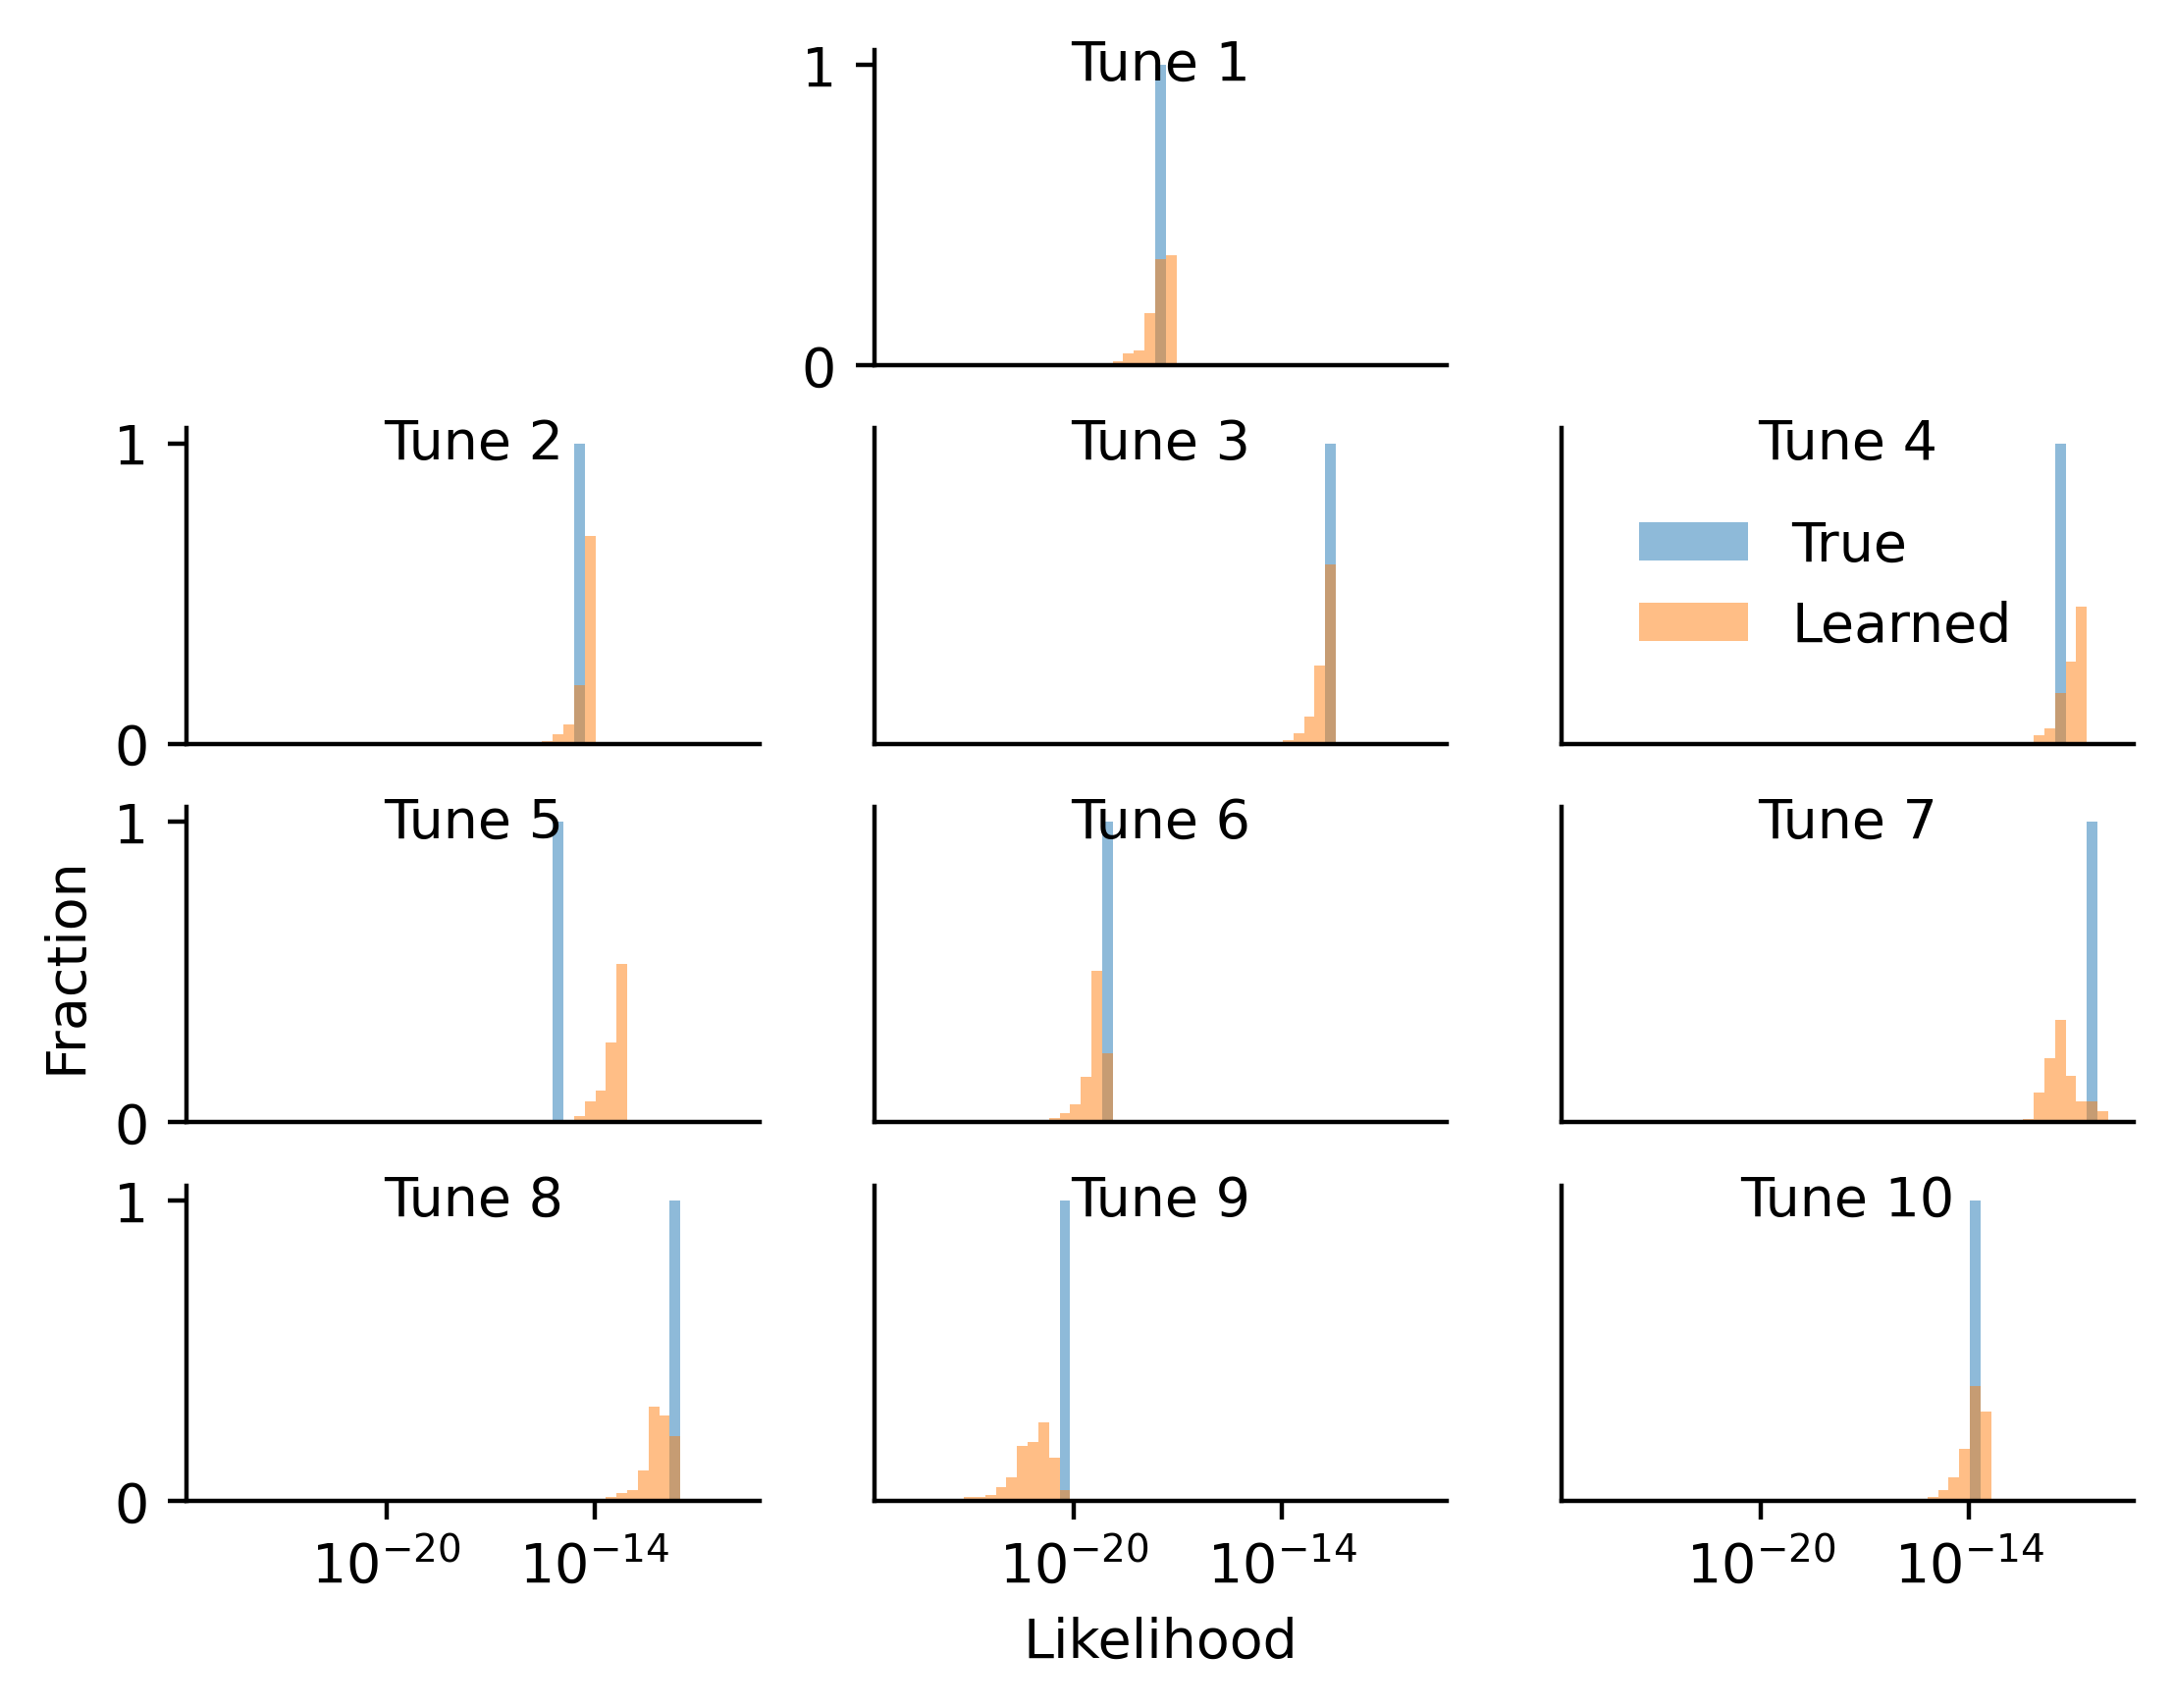 Tune 1
1
0
Tune 2
Tune 3
Tune 4
1
0
True
Learned
Tune 5
Tune 6
Tune 7
1
0
Fraction
Tune 8
Tune 9
Tune 10
1
0
10⁻²⁰ 10⁻¹⁴
10⁻²⁰ 10⁻¹⁴
10⁻²⁰ 10⁻¹⁴
Likelihood